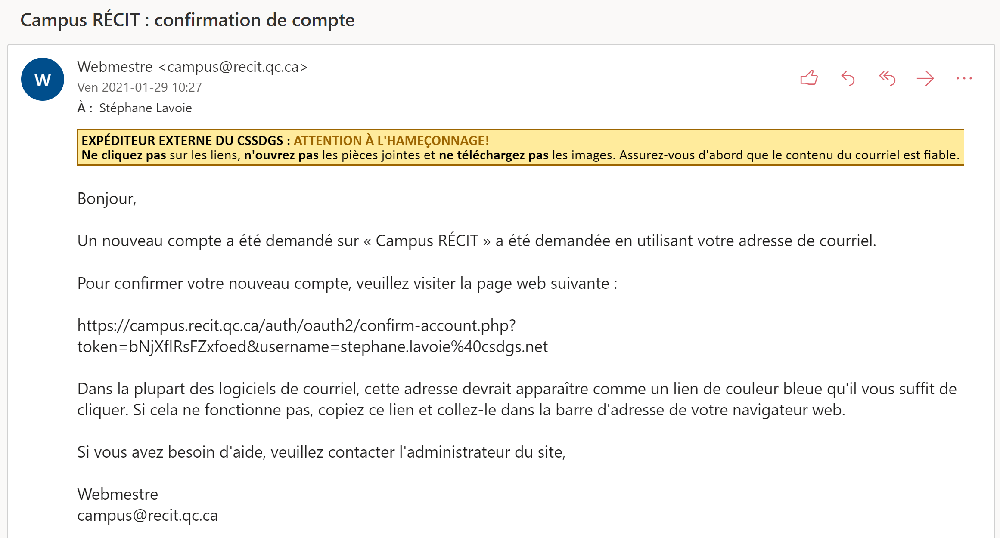 Campus RÉCIT : confirmation de compte
W
Webmestre <campus@recit.qc.ca>
Ven 2021-01-29 10:27
À : Stéphane Lavoie
EXPÉDITEUR EXTERNE DU CSSDGS : ATTENTION À L'HAMEÇONNAGE!
Ne cliquez pas sur les liens, n'ouvrez pas les pièces jointes et ne téléchargez pas les images. Assurez-vous d'abord que le contenu du courriel est fiable.
Bonjour,
Un nouveau compte a été demandé sur « Campus RÉCIT » a été demandée en utilisant votre adresse de courriel.
Pour confirmer votre nouveau compte, veuillez visiter la page web suivante :
https://campus.recit.qc.ca/auth/oauth2/confirm-account.php?
token=bNjXfIRsFZxfoed&username=stephane.lavoie%40csdgs.net
Dans la plupart des logiciels de courriel, cette adresse devrait apparaître comme un lien de couleur bleue qu'il vous suffit de
cliquer. Si cela ne fonctionne pas, copiez ce lien et collez-le dans la barre d'adresse de votre navigateur web.
Si vous avez besoin d'aide, veuillez contacter l'administrateur du site,
Webmestre
campus@recit.qc.ca